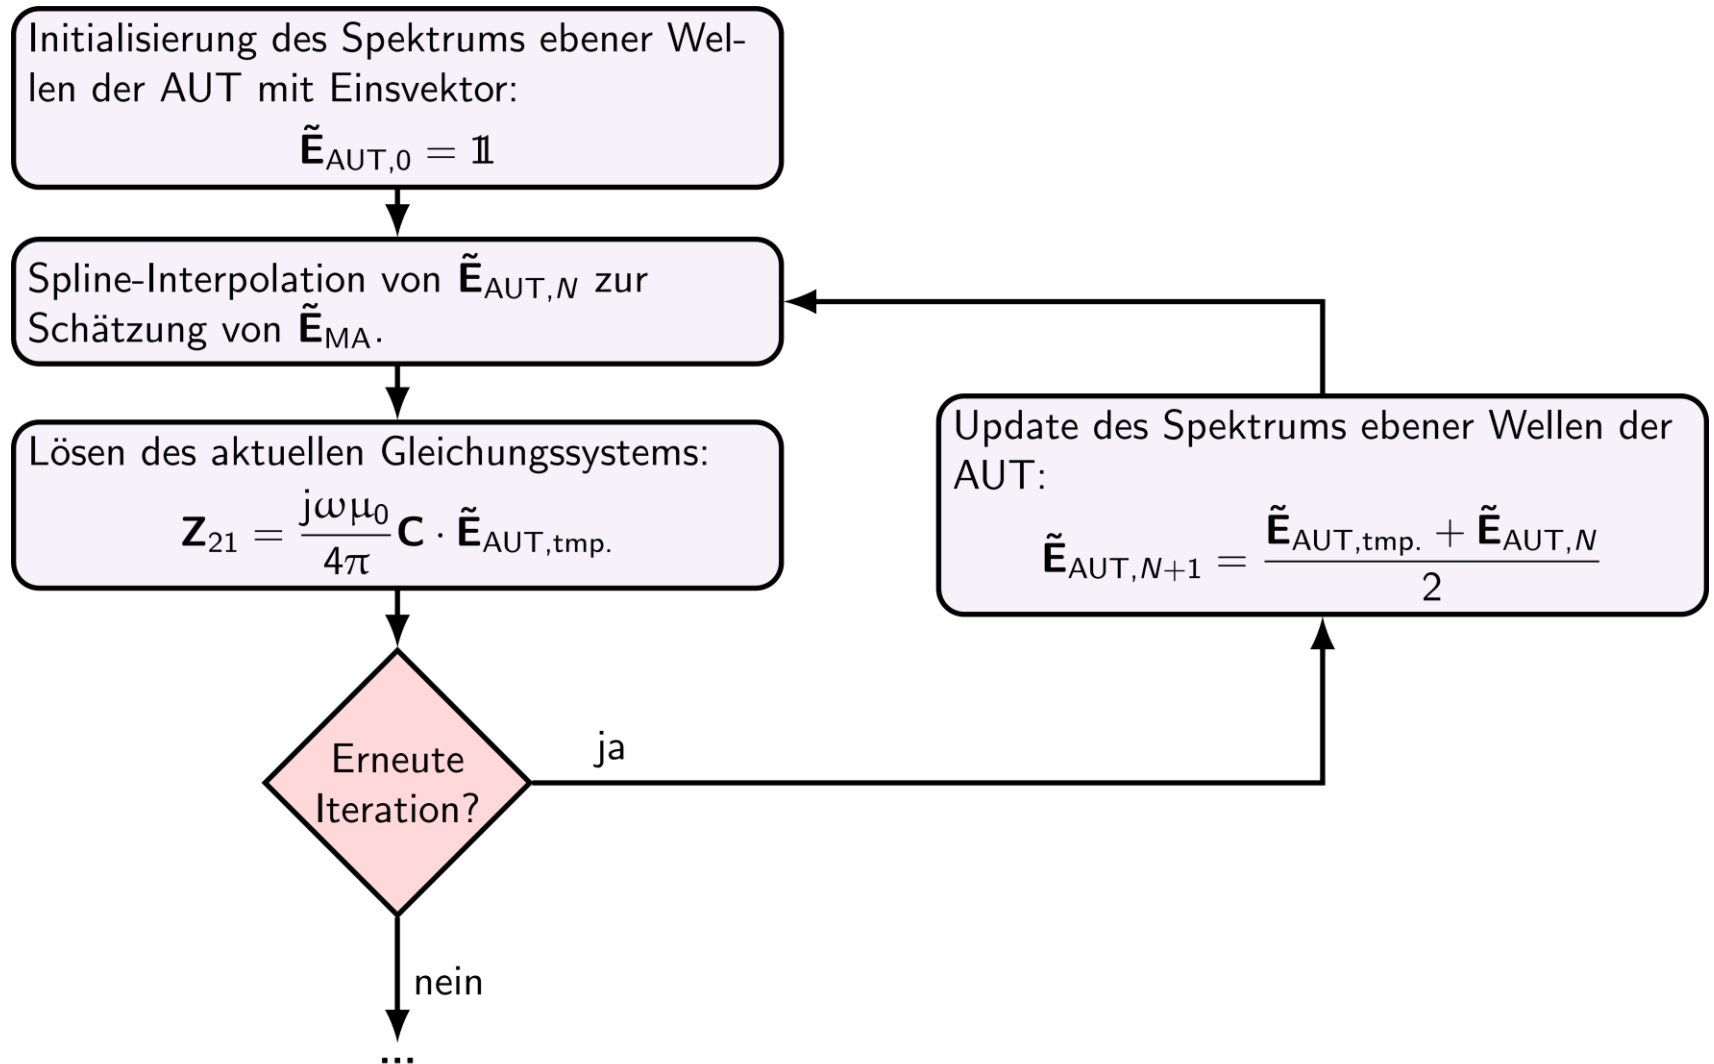 Initialisierung des Spektrums ebener Wel-
len der AUT mit Einsvektor:
Ẽ_AUT,0 = 𝟙
Spline-Interpolation von Ẽ_AUT,N zur
Schätzung von Ẽ_MA.
Lösen des aktuellen Gleichungssystems:
Z_21 = jωμ_0/4π C · Ẽ_AUT,tmp.
Update des Spektrums ebener Wellen der
AUT:
Ẽ_AUT,N+1 = (Ẽ_AUT,tmp. + Ẽ_AUT,N)/2
ja
Erneute
Iteration?
nein
...